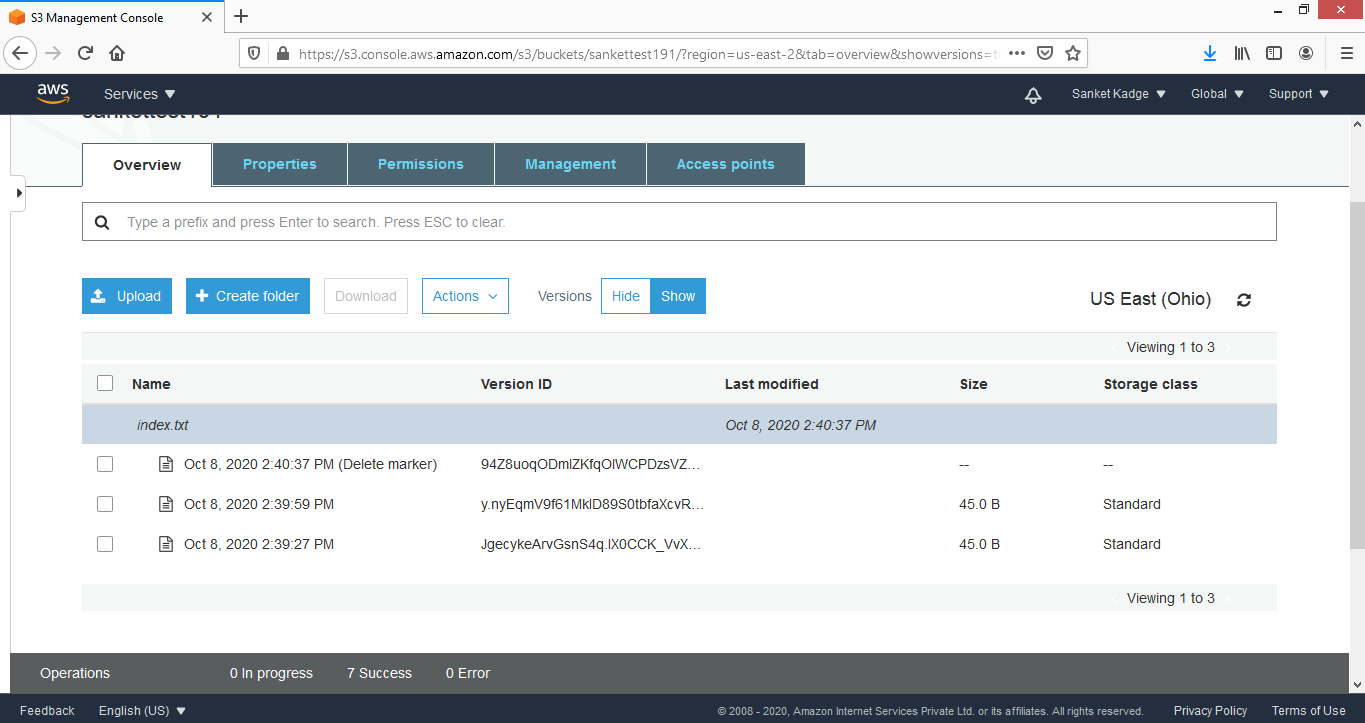 S3 Management Console
https://s3.console.aws.amazon.com/s3/buckets/sankettest191/?region=us-east-2&tab=overview&showversions=t
aws Services Sanket Kadge Global Support
sankettest191
Overview Properties Permissions Management Access points
Type a prefix and press Enter to search. Press ESC to clear.
Upload Create folder Download Actions Versions Hide Show US East (Ohio)
Viewing 1 to 3
Name Version ID Last modified Size Storage class
index.txt Oct 8, 2020 2:40:37 PM
Oct 8, 2020 2:40:37 PM (Delete marker) 94Z8uoqODmlZKfqOlWCPDzsVZ... -- --
Oct 8, 2020 2:39:59 PM y.nyEqmV9f61MklD89S0tbfaXcvR... 45.0 B Standard
Oct 8, 2020 2:39:27 PM JgecykeArvGsnS4q.lX0CCK_VvX... 45.0 B Standard
Viewing 1 to 3
Operations 0 In progress 7 Success 0 Error
Feedback English (US) © 2008 - 2020, Amazon Internet Services Private Ltd. or its affiliates. All rights reserved. Privacy Policy Terms of Use